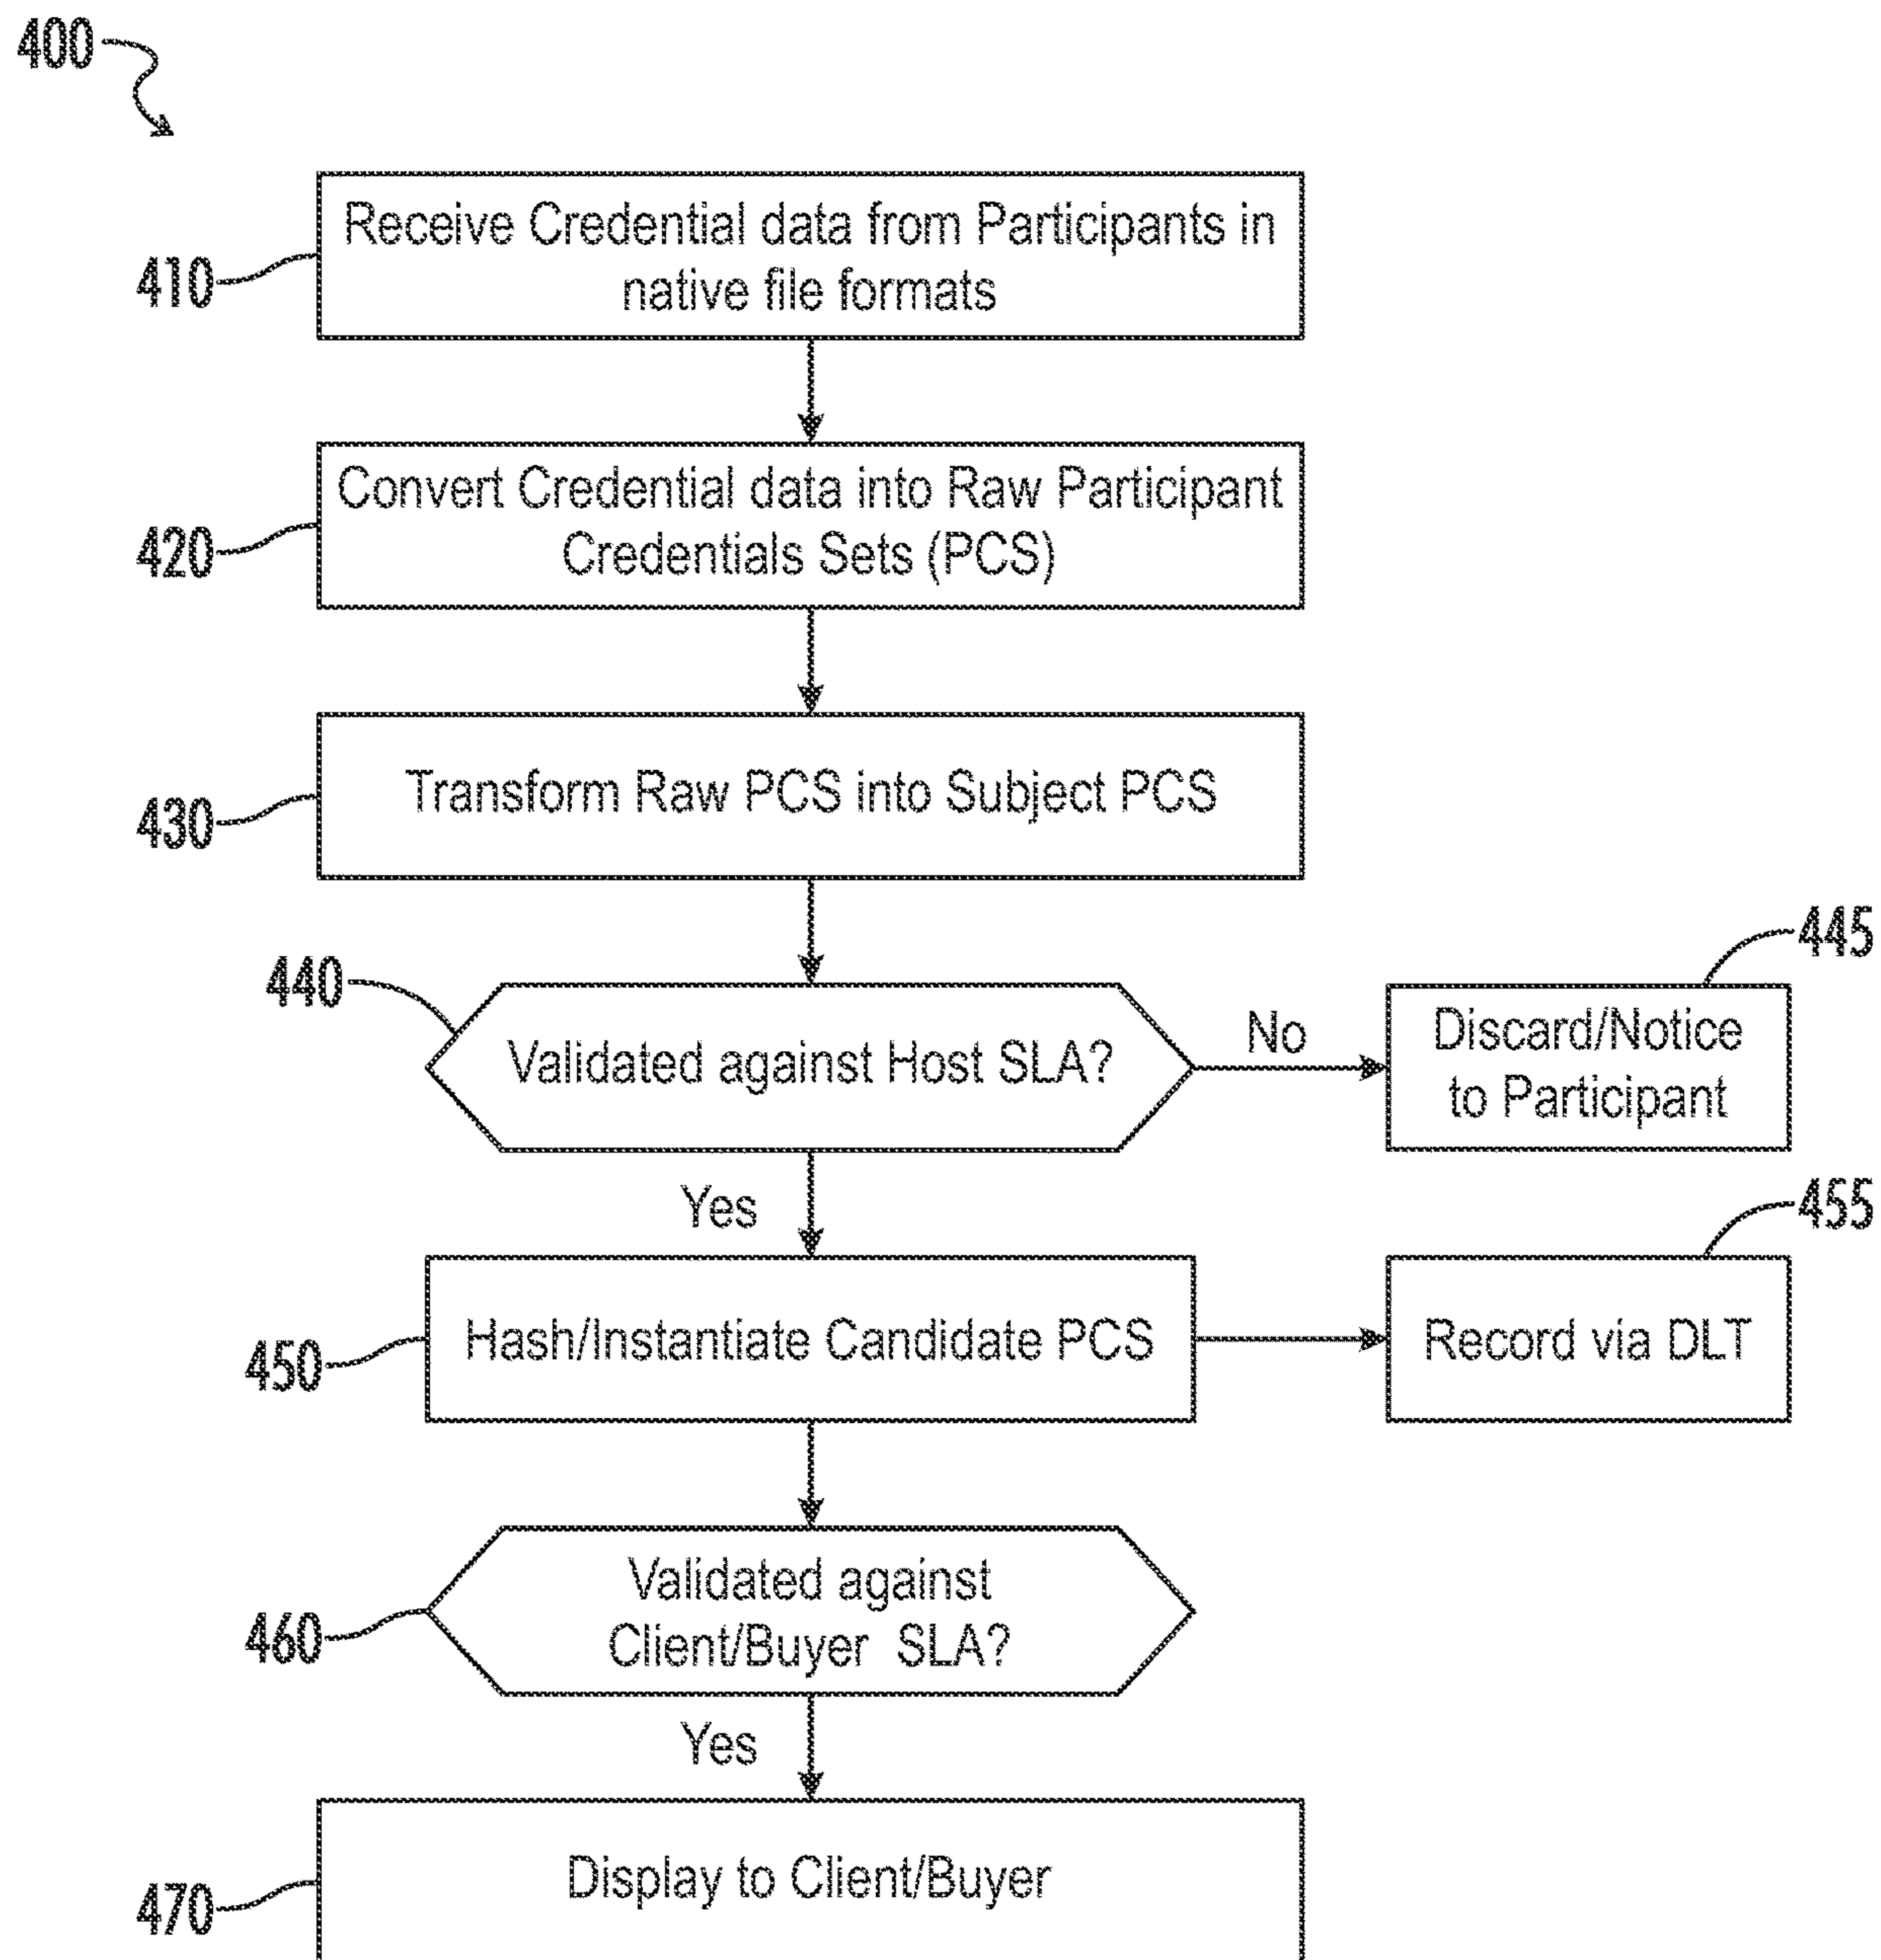 400
Receive Credential data from Participants in
native file formats
410
Convert Credential data into Raw Participant
Credentials Sets (PCS)
420
Transform Raw PCS into Subject PCS
430
440
Validated against Host SLA?
No
445
Discard/Notice
to Participant
Yes
455
Hash/Instantiate Candidate PCS
450
Record via DLT
Validated against
Client/Buyer SLA?
460
Yes
Display to Client/Buyer
470